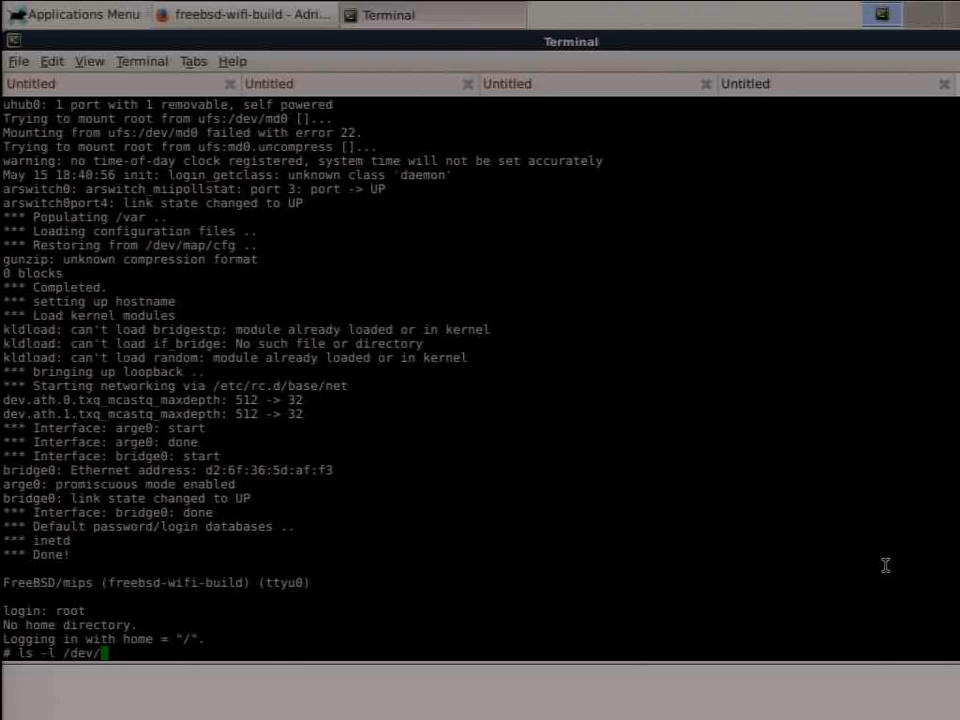 Applications Menu freebsd-wifi-build - Adri... Terminal
Terminal
File Edit View Terminal Tabs Help
Untitled Untitled Untitled Untitled
uhub0: 1 port with 1 removable, self powered
Trying to mount root from ufs:/dev/md0 []...
Mounting from ufs:/dev/md0 failed with error 22.
Trying to mount root from ufs:md0.uncompress []...
warning: no time-of-day clock registered, system time will not be set accurately
May 15 18:40:56 init: login_getclass: unknown class 'daemon'
arswitch0: arswitch_miipollstat: port 3: port -> UP
arswitch0port4: link state changed to UP
*** Populating /var ..
*** Loading configuration files ..
*** Restoring from /dev/map/cfg ..
gunzip: unknown compression format
0 blocks
*** Completed.
*** setting up hostname
*** Load kernel modules
kldload: can't load bridgestp: module already loaded or in kernel
kldload: can't load if_bridge: No such file or directory
kldload: can't load random: module already loaded or in kernel
*** bringing up loopback ..
*** Starting networking via /etc/rc.d/base/net
dev.ath.0.txq_mcastq_maxdepth: 512 -> 32
dev.ath.1.txq_mcastq_maxdepth: 512 -> 32
*** Interface: arge0: start
*** Interface: arge0: done
*** Interface: bridge0: start
bridge0: Ethernet address: d2:6f:36:5d:af:f3
arge0: promiscuous mode enabled
bridge0: link state changed to UP
*** Interface: bridge0: done
*** Default password/login databases ..
*** inetd
*** Done!
FreeBSD/mips (freebsd-wifi-build) (ttyu0)
login: root
No home directory.
Logging in with home = "/".
# ls -l /dev/